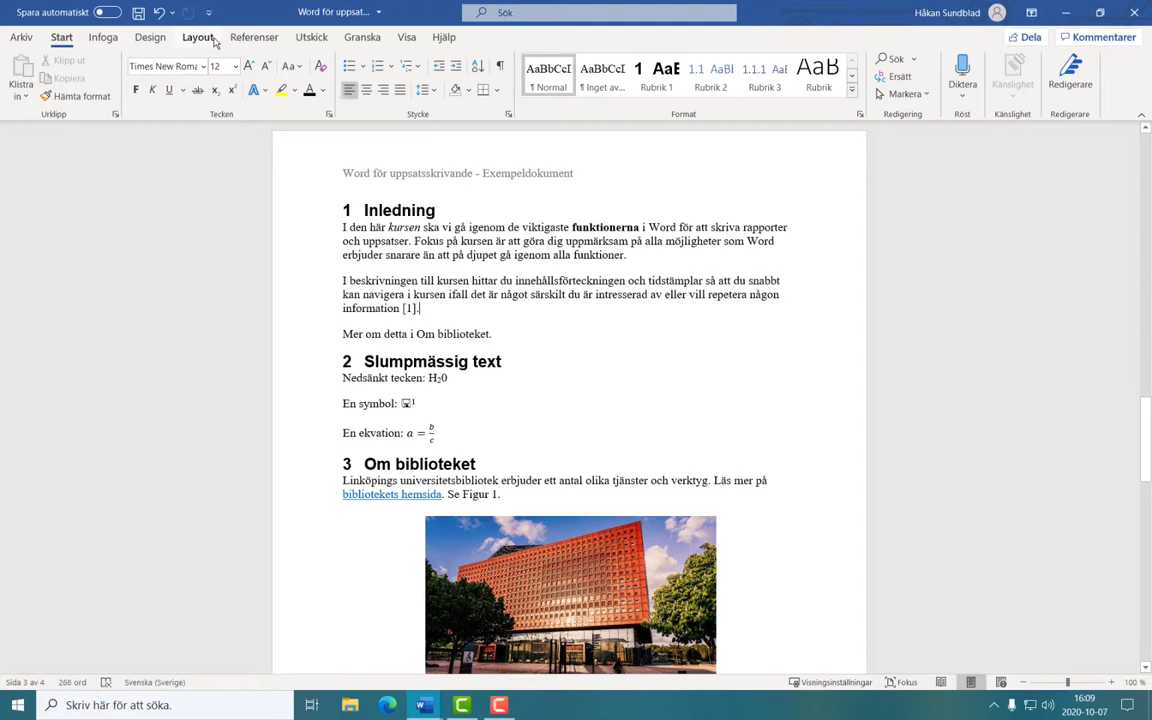 Spara automatiskt
Word för uppsat...
Sök
Håkan Sundblad
Arkiv Start Infoga Design Layout Referenser Utskick Granska Visa Hjälp
Dela Kommentarer
Klistra in
Klipp ut
Kopiera
Hämta format
Urklipp
Times New Roma 12
Aa
F K U ab x₂ x² A A
Tecken
Stycke
AaBbCcI
¶ Normal
AaBbCcI
¶ Inget av...
1 AaE
Rubrik 1
1.1 AaBl
Rubrik 2
1.1.1 AaBl
Rubrik 3
AaB
Rubrik
Format
Sök
Ersätt
Markera
Redigering
Diktera
Röst
Känslighet
Känslighet
Redigerare
Redigerare
Word för uppsatsskrivande - Exempeldokument
1 Inledning
I den här kursen ska vi gå igenom de viktigaste funktionerna i Word för att skriva rapporter
och uppsatser. Fokus på kursen är att göra dig uppmärksam på alla möjligheter som Word
erbjuder snarare än att på djupet gå igenom alla funktioner.
I beskrivningen till kursen hittar du innehållsförteckningen och tidstämplar så att du snabbt
kan navigera i kursen ifall det är något särskilt du är intresserad av eller vill repetera någon
information [1].
Mer om detta i Om biblioteket.
2 Slumpmässig text
Nedsänkt tecken: H₂0
En symbol: 🖫¹
En ekvation: a = b/c
3 Om biblioteket
Linköpings universitetsbibliotek erbjuder ett antal olika tjänster och verktyg. Läs mer på
bibliotekets hemsida. Se Figur 1.
Sida 3 av 4 268 ord Svenska (Sverige)
Visningsinställningar Fokus 100 %
Skriv här för att söka.
16:09
2020-10-07